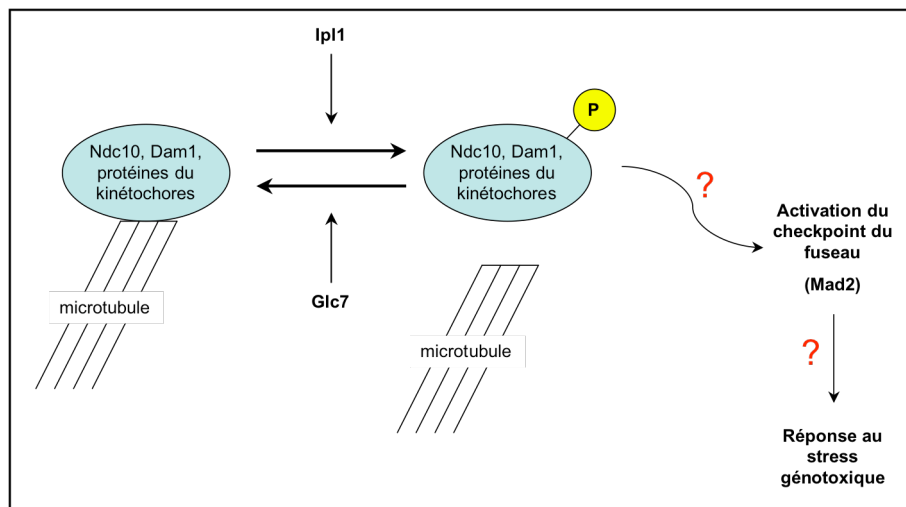 Ipl1
P
Ndc10, Dam1,
protéines du
kinétochores
Ndc10, Dam1,
protéines du
kinétochores
?
Activation du
checkpoint du
fuseau
(Mad2)
microtubule
Glc7
microtubule
?
Réponse au
stress
génotoxique